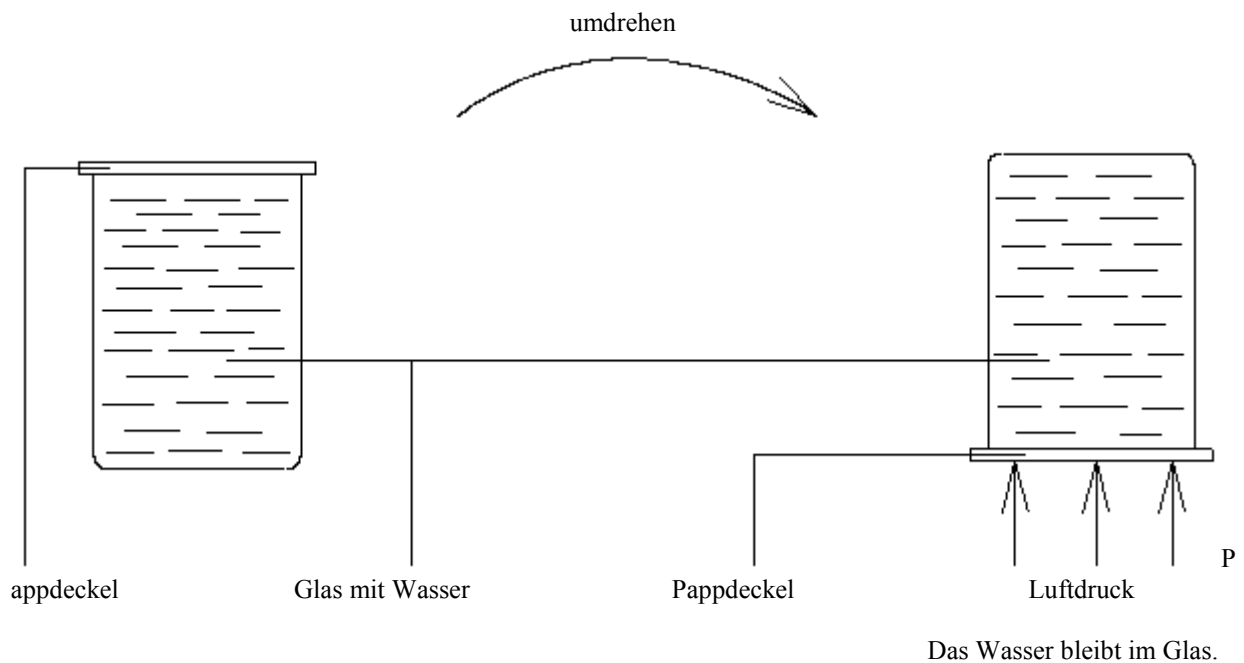 umdrehen
P
appdeckel Glas mit Wasser Pappdeckel Luftdruck
Das Wasser bleibt im Glas.